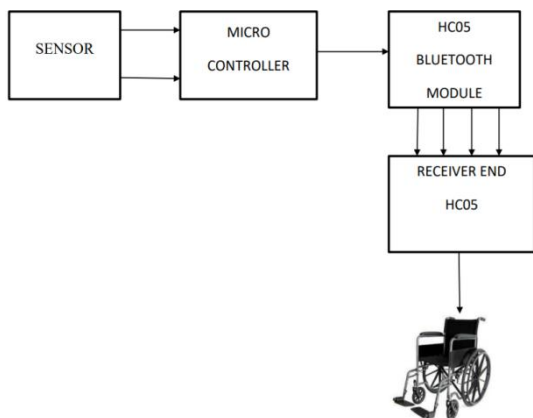 SENSOR
MICRO
CONTROLLER
HC05
BLUETOOTH
MODULE
RECEIVER END
HC05